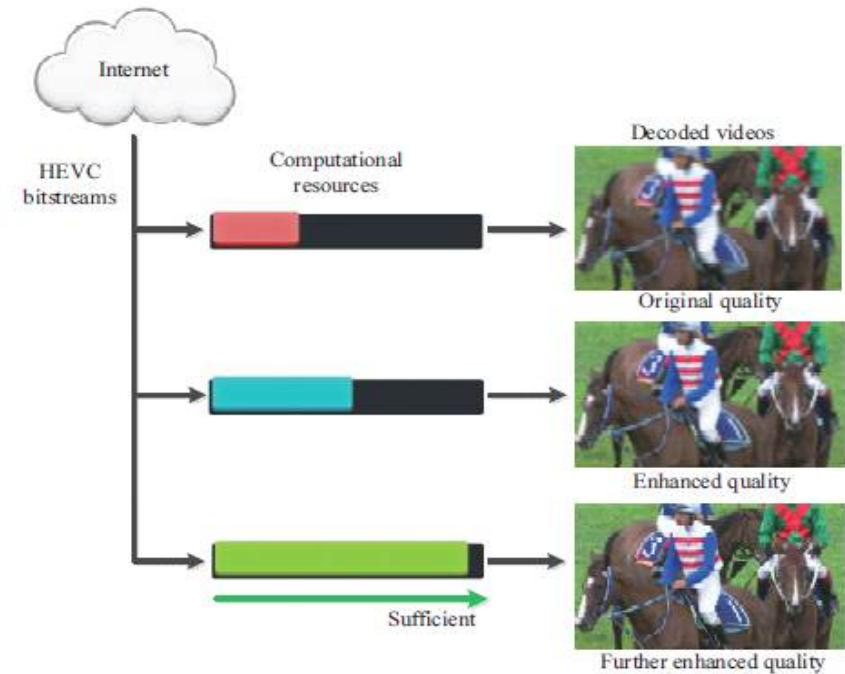 Internet
HEVC
bitstreams
Computational
resources
Decoded videos
Original quality
Enhanced quality
Sufficient
Further enhanced quality